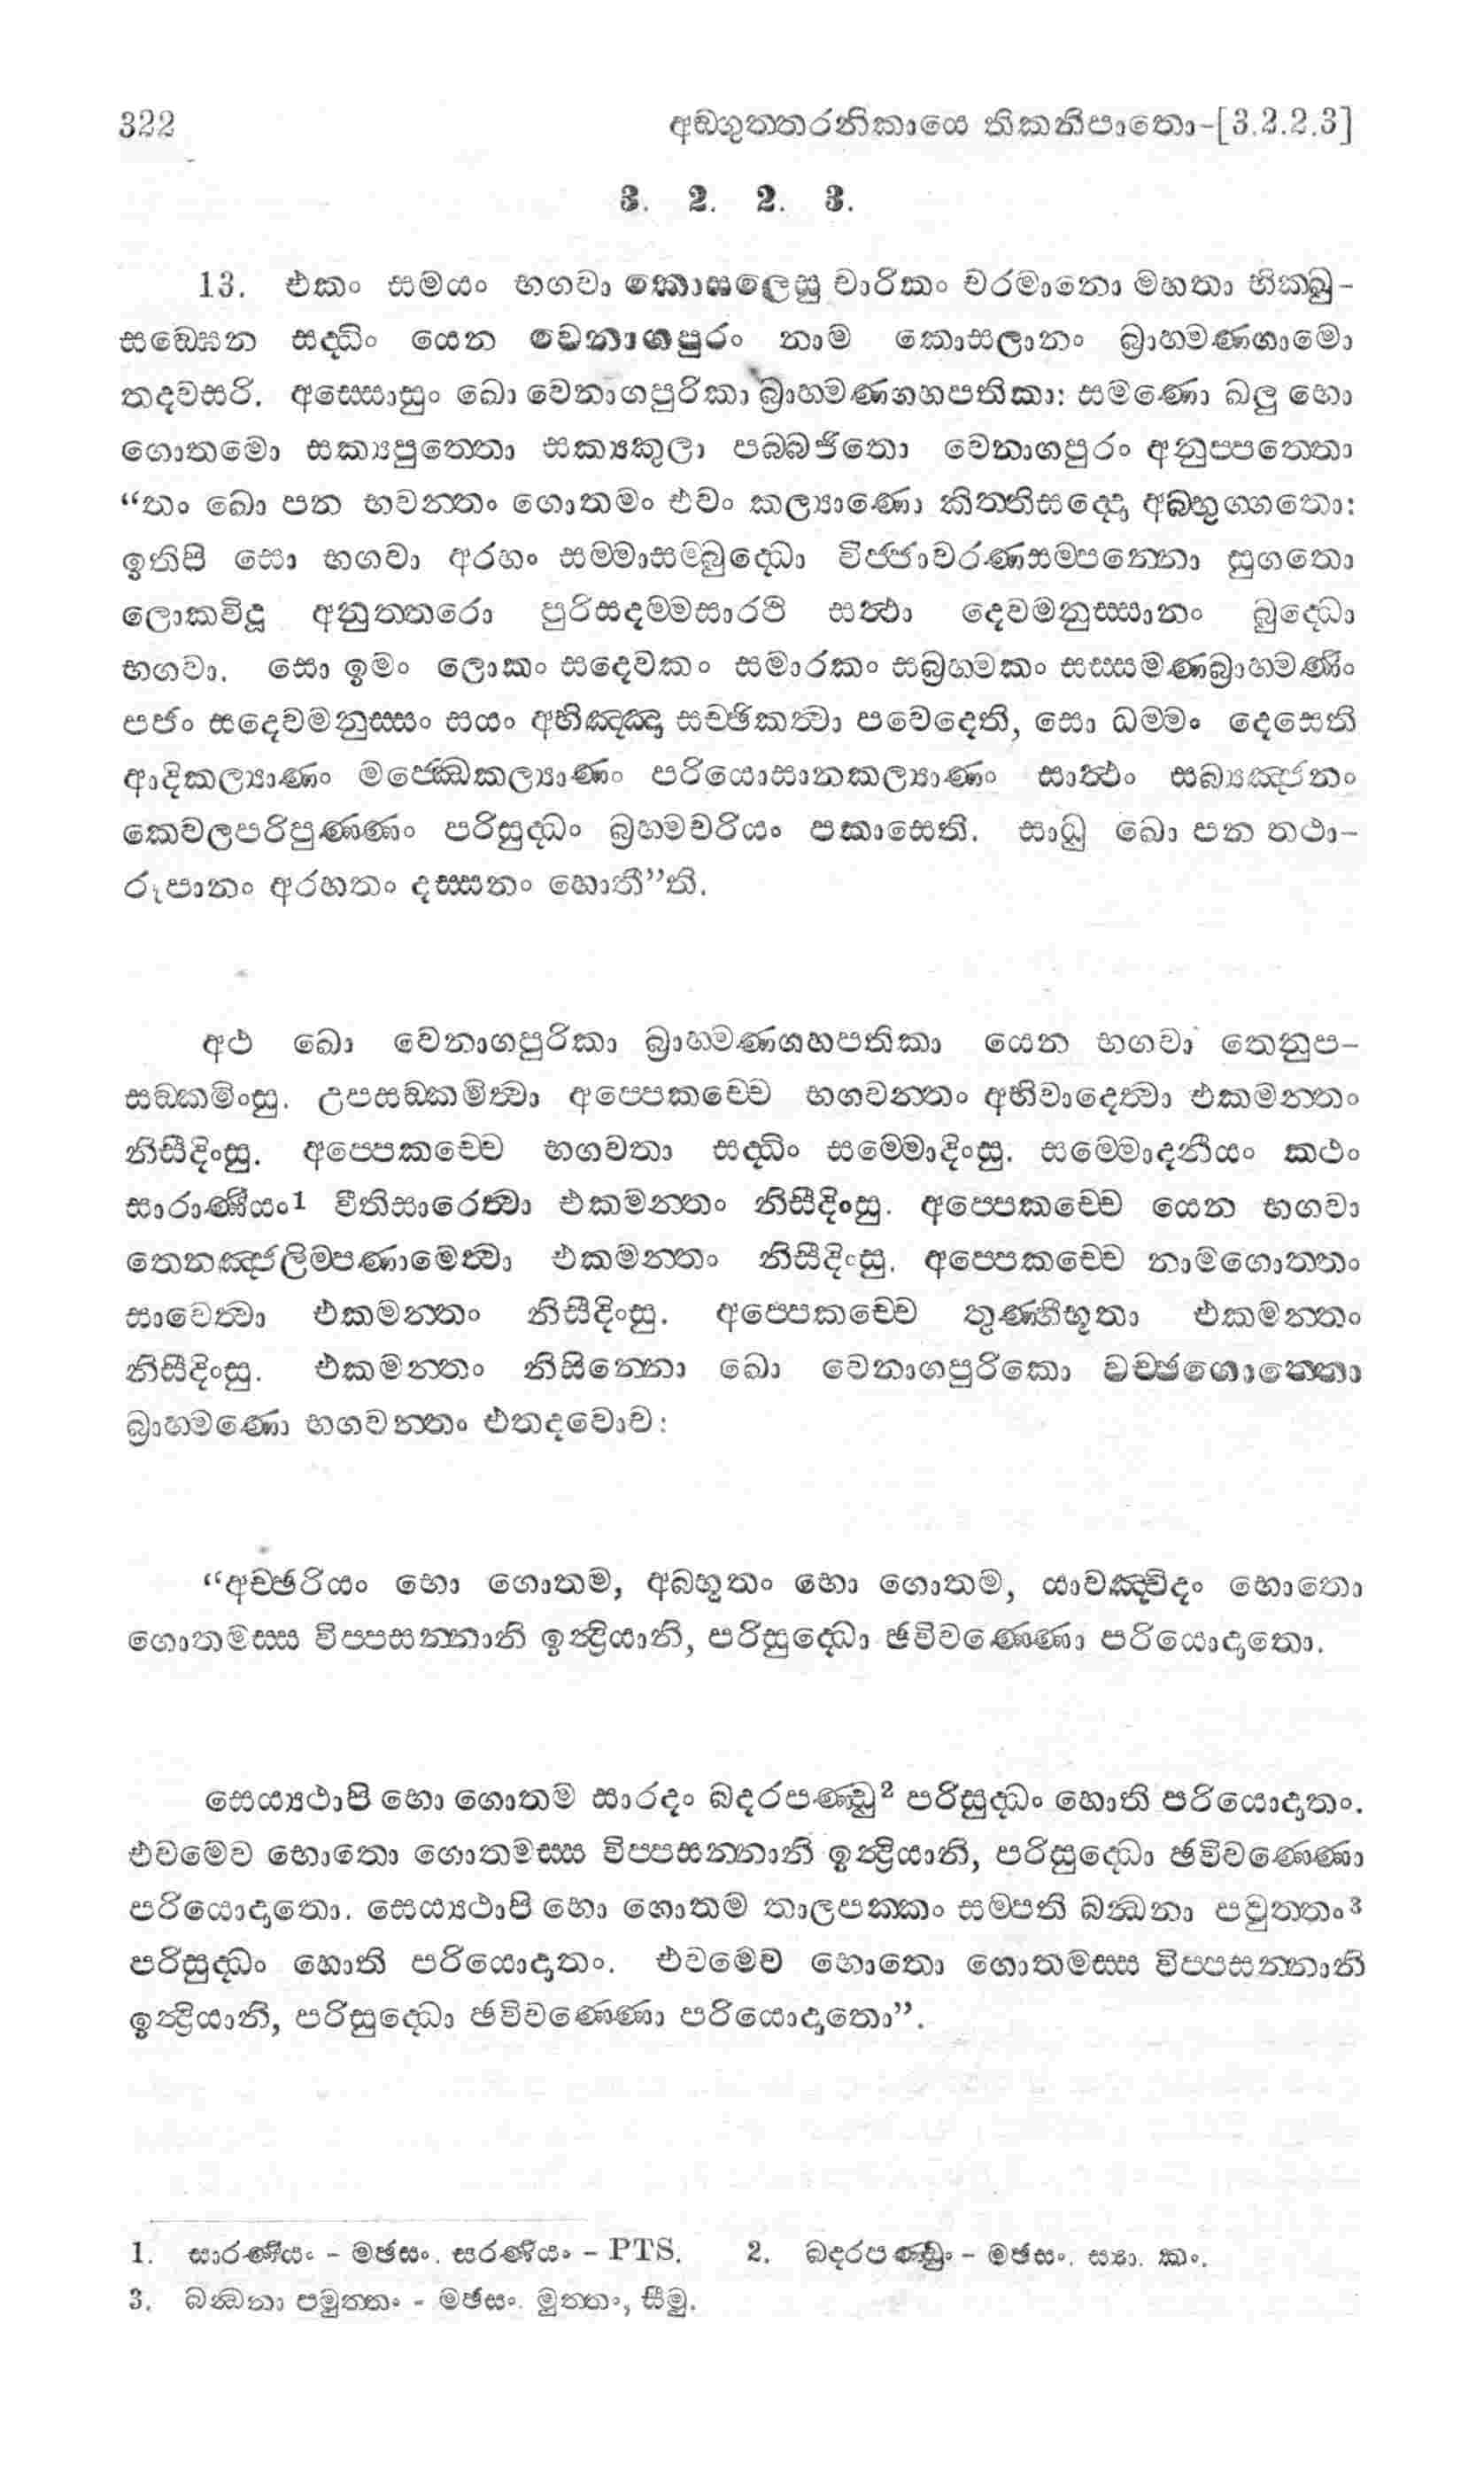 322 අඞ්ගුත්තරනිකායෙ තිකනිපාතො-[3.2.2.3]
3. 2. 2. 3.
13. එකං සමයං භගවා කොසලෙසු චාරිකං චරමානො මහතා භික්ඛු-
සඞ්ඝෙන සද්ධිං යෙන වෙනාගපුරං නාම කොසලානං බ්‍රාහ්මණගාමො
තදවසරි. අස්සොසුං ඛො වෙනාගපුරිකා බ්‍රාහ්මණගහපතිකා: සමණො ඛලු භො
ගොතමො සක්‍යපුත්තො සක්‍යකුලා පබ්බජිතො වෙනාගපුරං අනුප්පත්තො
“තං ඛො පන භවන්තං ගොතමං එවං කල්‍යාණො කිත්තිසද්දො අබ්භුග්ගතො:
ඉතිපි සො භගවා අරහං සම්මාසම්බුද්ධො විජ්ජාචරණසම්පන්නො සුගතො
ලොකවිදූ අනුත්තරො පුරිසදම්මසාරථි සත්‍ථා දෙවමනුස්සානං බුද්ධො
භගවා. සො ඉමං ලොකං සදෙවකං සමාරකං සබ්‍රහ්මකං සස්සමණබ්‍රාහ්මණිං
පජං සදෙවමනුස්සං සයං අභිඤ්ඤා සච්ඡිකත්‍වා පවෙදෙති, සො ධම්මං දෙසෙති
ආදිකල්‍යාණං මජ්ඣෙකල්‍යාණං පරියොසානකල්‍යාණං සාත්‍ථං සබ්‍යඤ්ජනං
කෙවලපරිපුණ්ණං පරිසුද්ධං බ්‍රහ්මචරියං පකාසෙති. සාධු ඛො පන තථා-
රූපානං අරහතං දස්සනං හොතී”ති.
අථ ඛො වෙනාගපුරිකා බ්‍රාහ්මණගහපතිකා යෙන භගවා තෙනුප-
සඞ්කමිංසු. උපසඞ්කමිත්‍වා අප්පෙකච්චෙ භගවන්තං අභිවාදෙත්‍වා එකමන්තං
නිසීදිංසු. අප්පෙකච්චෙ භගවතා සද්ධිං සම්මොදිංසු. සම්මොදනීයං කථං
සාරාණීයං1 වීතිසාරෙත්‍වා එකමන්තං නිසීදිංසු. අප්පෙකච්චෙ යෙන භගවා
තෙනඤ්ජලිම්පණාමෙත්‍වා එකමන්තං නිසීදිංසු. අප්පෙකච්චෙ නාමගොත්තං
සාවෙත්‍වා එකමන්තං නිසීදිංසු. අප්පෙකච්චෙ තුණ්හීභූතා එකමන්තං
නිසීදිංසු. එකමන්තං නිසින්නො ඛො වෙනාගපුරිකො වච්ඡගොත්තො
බ්‍රාහ්මණො භගවන්තං එතදවොච:
“අච්ඡරියං භො ගොතම, අබ්භූතං භො ගොතම, යාවඤ්චිදං භොතො
ගොතමස්ස විප්පසන්නානි ඉන්‍ද්‍රියානි, පරිසුද්ධො ඡවිවණ්ණො පරියොදාතො.
සෙය්‍යථාපි භො ගොතම සාරදං බදරපණ්ඩු2 පරිසුද්ධං හොති පරියොදාතං.
එවමෙව භොතො ගොතමස්ස විප්පසන්නානි ඉන්‍ද්‍රියානි, පරිසුද්ධො ඡවිවණ්ණො
පරියොදාතො. සෙය්‍යථාපි භො ගොතම තාලපක්කං සම්පති බන්‍ධනා පවුත්තං3
පරිසුද්ධං හොති පරියොදාතං. එවමෙව භොතො ගොතමස්ස විප්පසන්නානි
ඉන්‍ද්‍රියානි, පරිසුද්ධො ඡවිවණ්ණො පරියොදාතො”.
1. සාරණීයං - මඡසං. සරණීයං - PTS. 2. බදරපණ්ඩුං - මඡසං. ස්‍යා. කං.
3. බන්‍ධනා පමුත්තං - මඡසං. මුත්තං, සීමු.